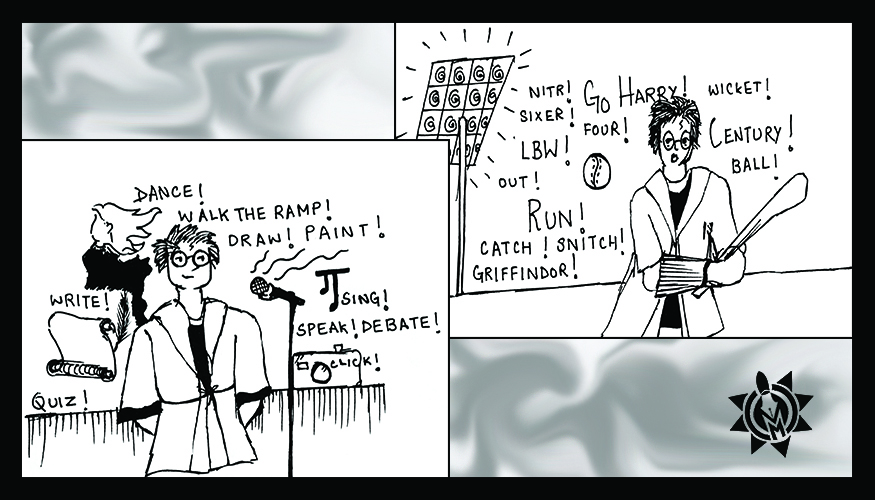 DANCE!
WALK THE RAMP!
DRAW! PAINT!
WRITE!
SING!
SPEAK! DEBATE!
CLICK!
QUIZ!
NITR!
GO HARRY!
WICKET!
SIXER!
FOUR!
CENTURY!
LBW!
BALL!
OUT!
RUN!
CATCH! SNITCH!
GRIFFINDOR!